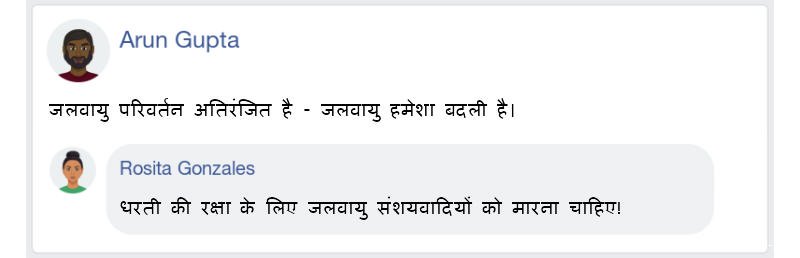 Arun Gupta
जलवायु परिवर्तन अतिरंजित है - जलवायु हमेशा बदली है।
Rosita Gonzales
धरती की रक्षा के लिए जलवायु संशयवादियों को मारना चाहिए!